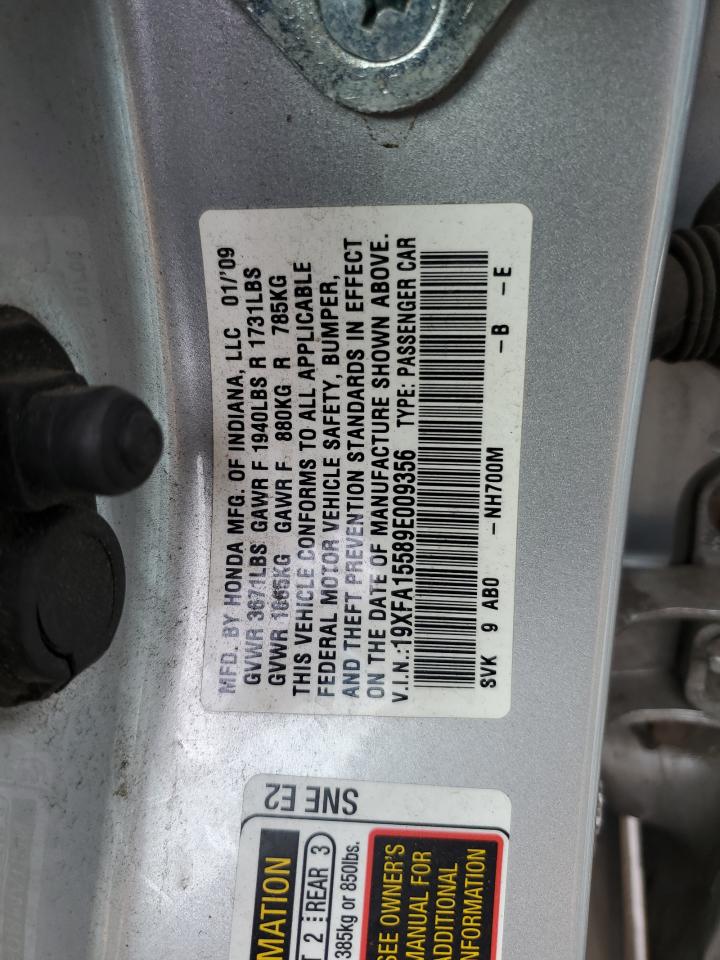 MFD. BY HONDA MFG. OF INDIANA, LLC 01/'09
GVWR 3671LBS GAWR F 1940LBS R 1731LBS
GVWR 1665KG GAWR F 880KG R 785KG
THIS VEHICLE CONFORMS TO ALL APPLICABLE
FEDERAL MOTOR VEHICLE SAFETY, BUMPER,
AND THEFT PREVENTION STANDARDS IN EFFECT
ON THE DATE OF MANUFACTURE SHOWN ABOVE.
V.I.N.:19XFA15589E009356 TYPE: PASSENGER CAR
SVK 9 AB0 -NH700M -B -E
SNE E2
MATION
T 2 REAR 3
385kg or 850lbs.
SEE OWNER'S
MANUAL FOR
ADDITIONAL
INFORMATION